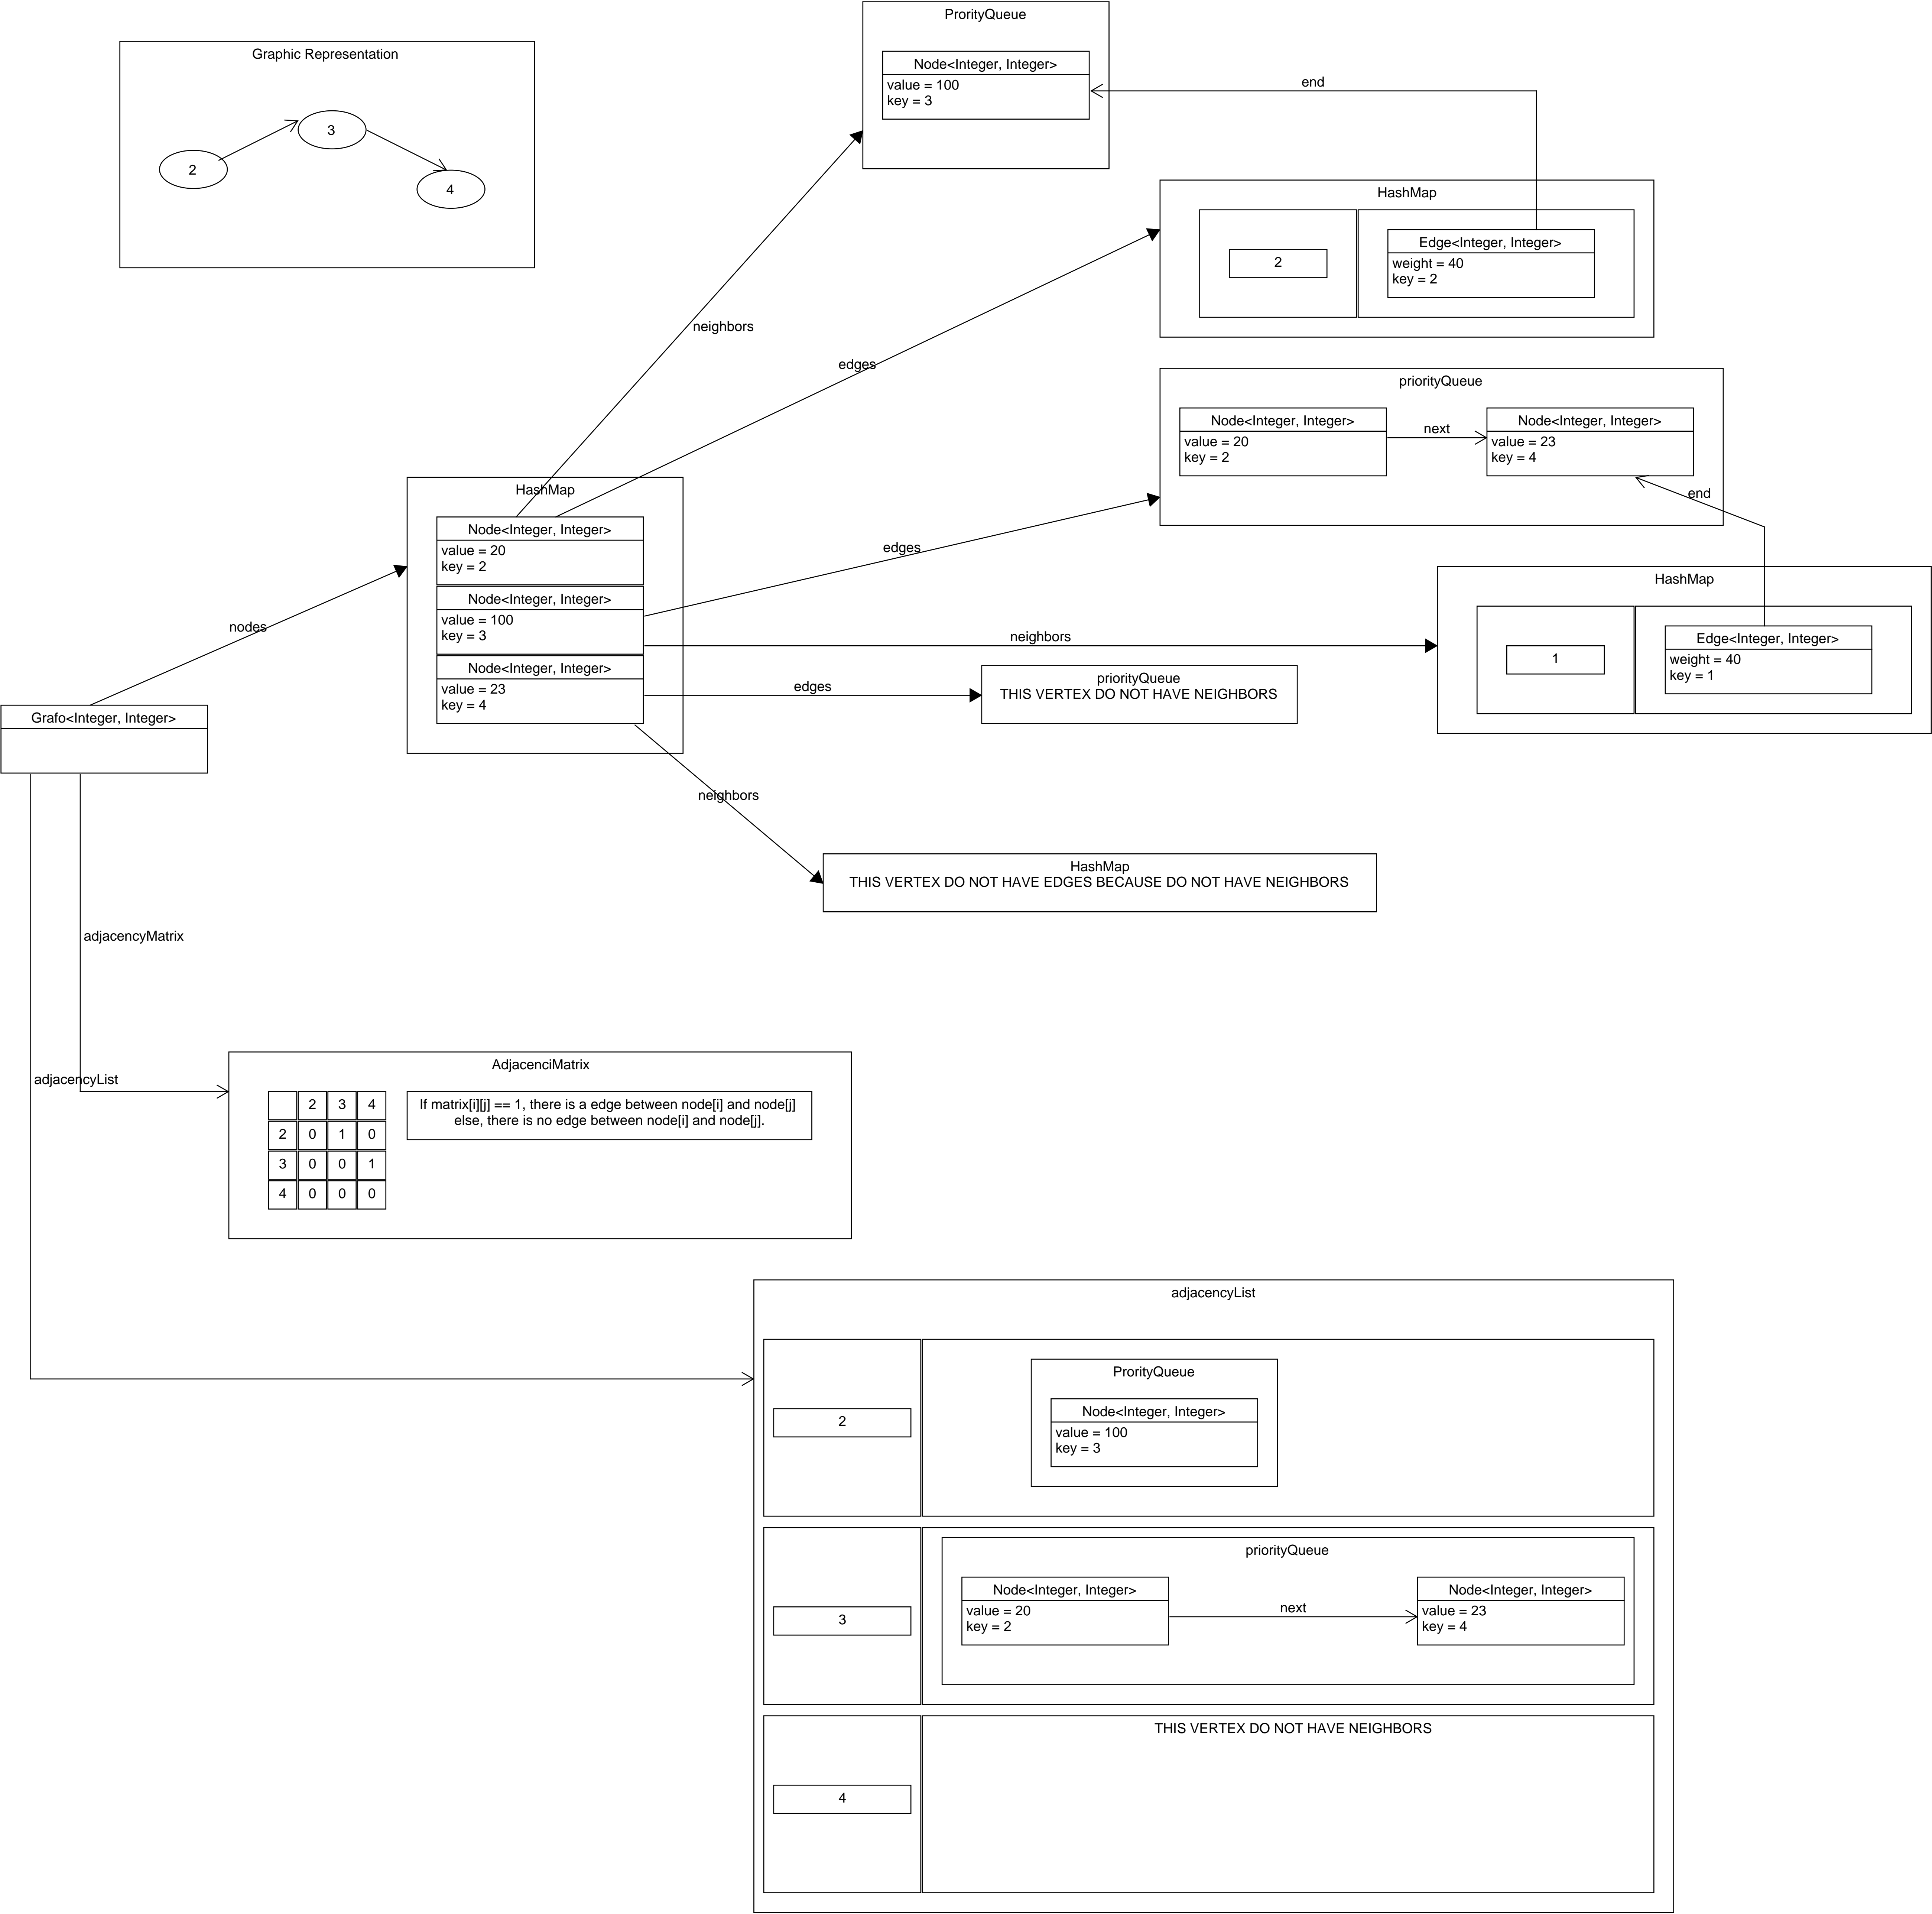 ProrityQueue
Node<Integer, Integer>
value = 100
key = 3
Graphic Representation
2
3
4
end
HashMap
2
Edge<Integer, Integer>
weight = 40
key = 2
neighbors
edges
priorityQueue
Node<Integer, Integer>
value = 20
key = 2
next
Node<Integer, Integer>
value = 23
key = 4
end
HashMap
Node<Integer, Integer>
value = 20
key = 2
Node<Integer, Integer>
value = 100
key = 3
Node<Integer, Integer>
value = 23
key = 4
edges
HashMap
1
Edge<Integer, Integer>
weight = 40
key = 1
nodes
neighbors
edges
priorityQueue
THIS VERTEX DO NOT HAVE NEIGHBORS
Grafo<Integer, Integer>
neighbors
HashMap
THIS VERTEX DO NOT HAVE EDGES BECAUSE DO NOT HAVE NEIGHBORS
adjacencyMatrix
adjacencyList
AdjacenciMatrix
2 3 4
2 0 1 0
3 0 0 1
4 0 0 0
If matrix[i][j] == 1, there is a edge between node[i] and node[j]
else, there is no edge between node[i] and node[j].
adjacencyList
2
ProrityQueue
Node<Integer, Integer>
value = 100
key = 3
3
priorityQueue
Node<Integer, Integer>
value = 20
key = 2
next
Node<Integer, Integer>
value = 23
key = 4
4
THIS VERTEX DO NOT HAVE NEIGHBORS